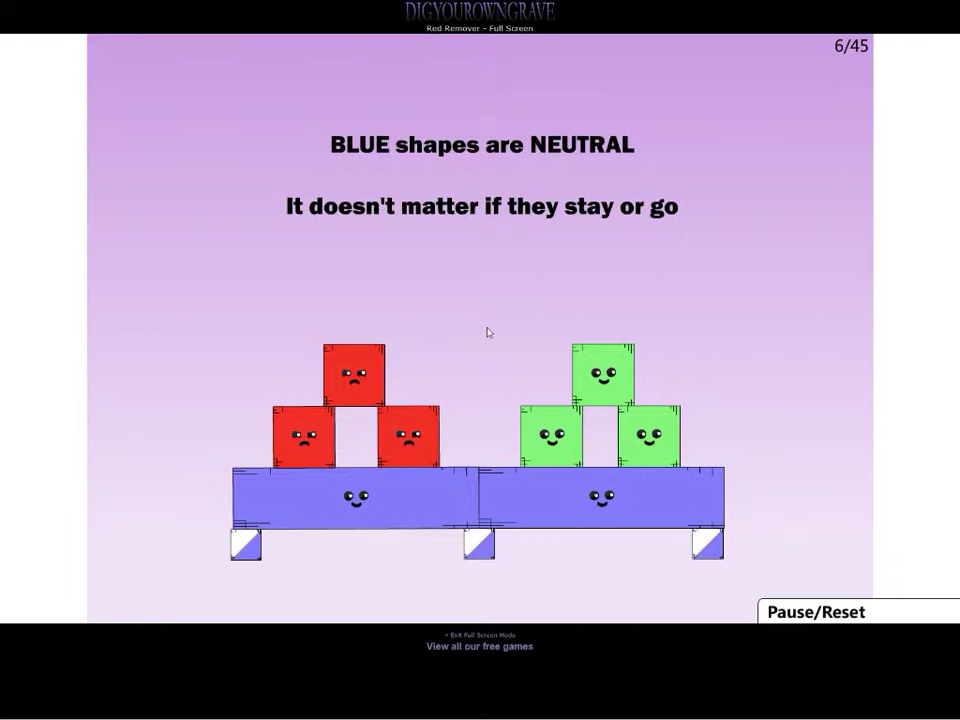 DIGYOUROWNGRAVE
Red Remover - Full Screen
6/45
BLUE shapes are NEUTRAL
It doesn't matter if they stay or go
Pause/Reset
« Exit Full Screen Mode
View all our free games